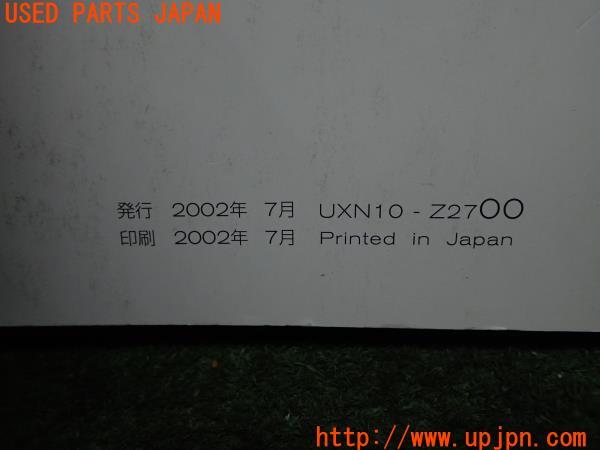 USED PARTS JAPAN
発行 2002年 7月 UXN10 - Z2700
印刷 2002年 7月 Printed in Japan
http://www.upjpn.com/